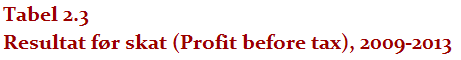 Tabel 2.3
Resultat før skat (Profit before tax), 2009-2013